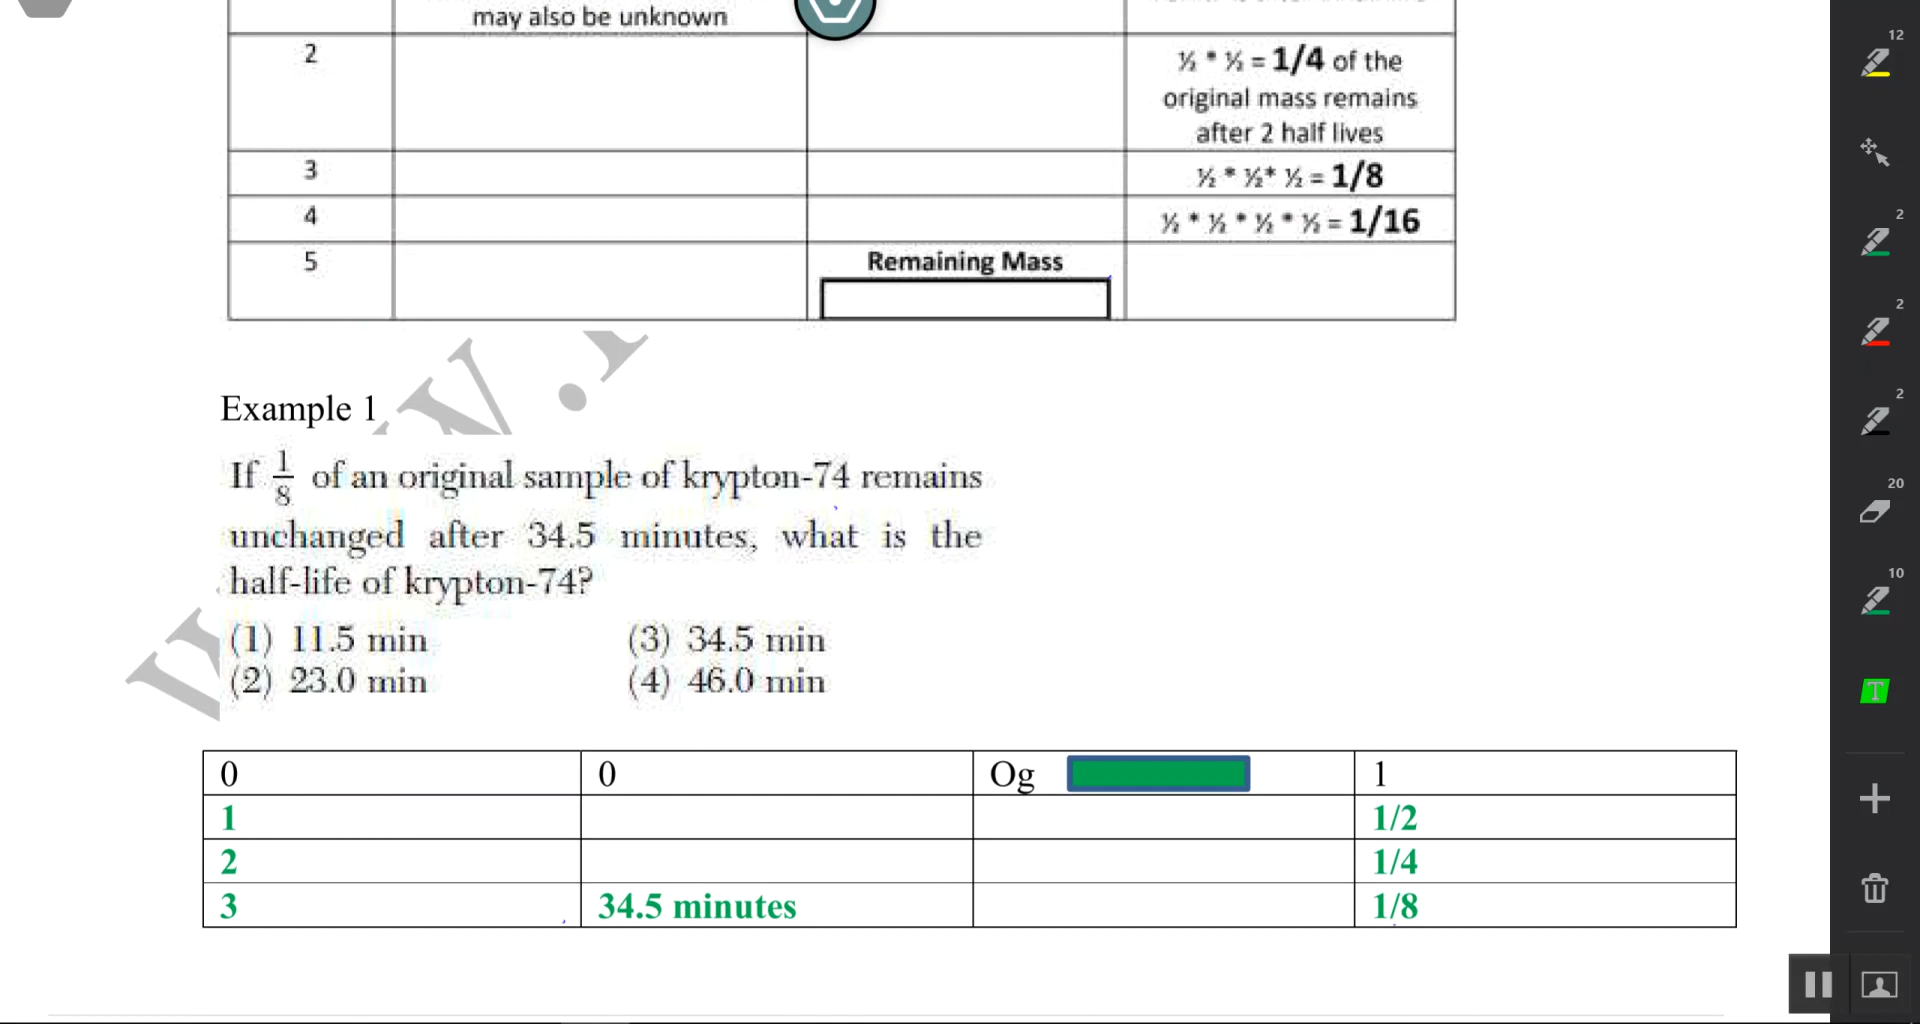 may also be unknown
2
½ * ½ = 1/4 of the
original mass remains
after 2 half lives
3
½ * ½* ½ = 1/8
4
½ * ½ * ½ * ½ = 1/16
5
Remaining Mass
Example 1
If 1/8 of an original sample of krypton-74 remains
unchanged after 34.5 minutes, what is the
half-life of krypton-74?
(1) 11.5 min (3) 34.5 min
(2) 23.0 min (4) 46.0 min
0 0 Og 1
1 1/2
2 1/4
3 34.5 minutes 1/8
12
2
2
2
20
10
T